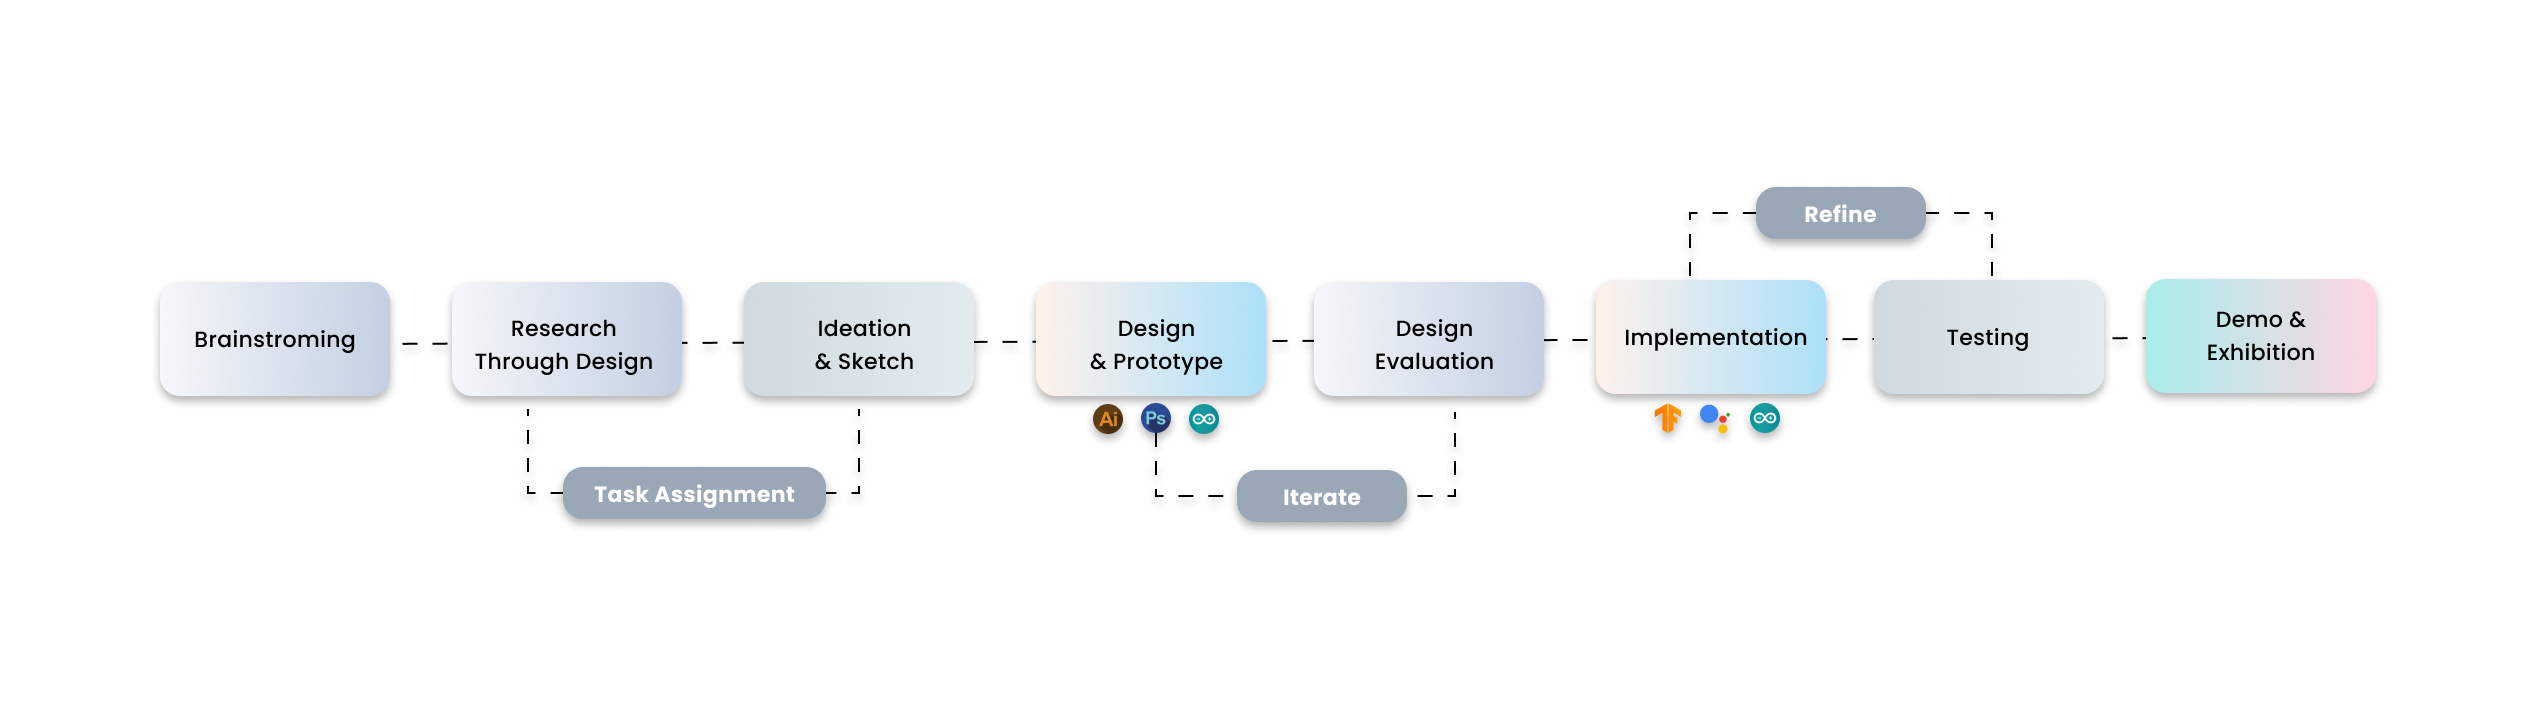 Refine
Brainstroming
Research
Through Design
Ideation
& Sketch
Design
& Prototype
Design
Evaluation
Implementation
Testing
Demo &
Exhibition
Ai
Ps
Task Assignment
Iterate